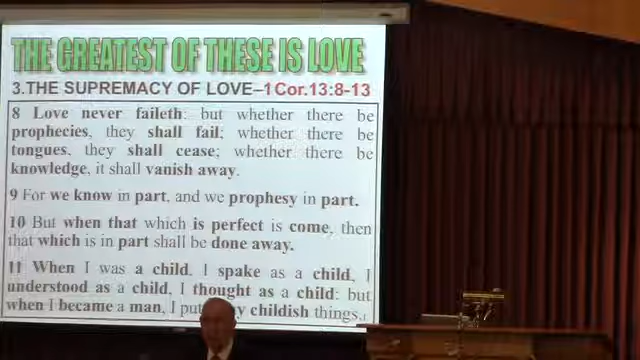 THE GREATEST OF THESE IS LOVE
3.THE SUPREMACY OF LOVE–1Cor.13:8-13
8 Love never faileth: but whether there be
prophecies, they shall fail; whether there be
tongues, they shall cease; whether there be
knowledge, it shall vanish away.
9 For we know in part, and we prophesy in part.
10 But when that which is perfect is come, then
that which is in part shall be done away.
11 When I was a child, I spake as a child, I
understood as a child, I thought as a child: but
when I became a man, I put childish things.